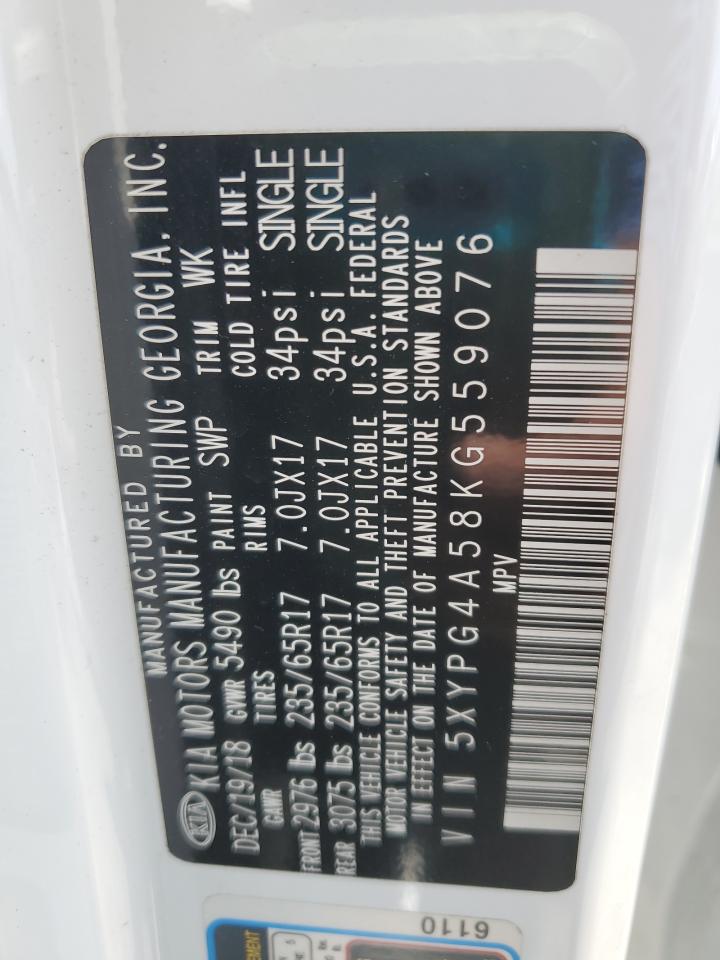 MANUFACTURED BY
KIA KIA MOTORS MANUFACTURING GEORGIA, INC.
DEC/19/18 GVWR 5490 lbs PAINT SWP TRIM WK
GAWR TIRES RIMS COLD TIRE INFL
FRONT 2976 lbs 235/65R17 7.0JX17 34psi SINGLE
REAR 3075 lbs 235/65R17 7.0JX17 34psi SINGLE
THIS VEHICLE CONFORMS TO ALL APPLICABLE U.S.A. FEDERAL
MOTOR VEHICLE SAFETY AND THEFT PREVENTION STANDARDS
IN EFFECT ON THE DATE OF MANUFACTURE SHOWN ABOVE
VIN 5XYPG4A58KG559076
MPV
6110